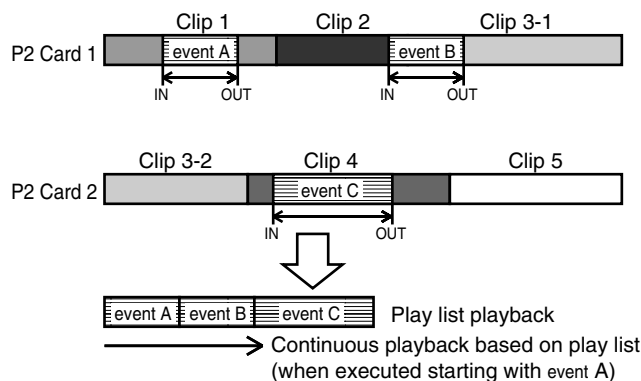 Clip 1 Clip 2 Clip 3-1
P2 Card 1
event A event B
IN OUT IN OUT
Clip 3-2 Clip 4 Clip 5
P2 Card 2
event C
IN OUT
event A event B event C Play list playback
Continuous playback based on play list
(when executed starting with event A)